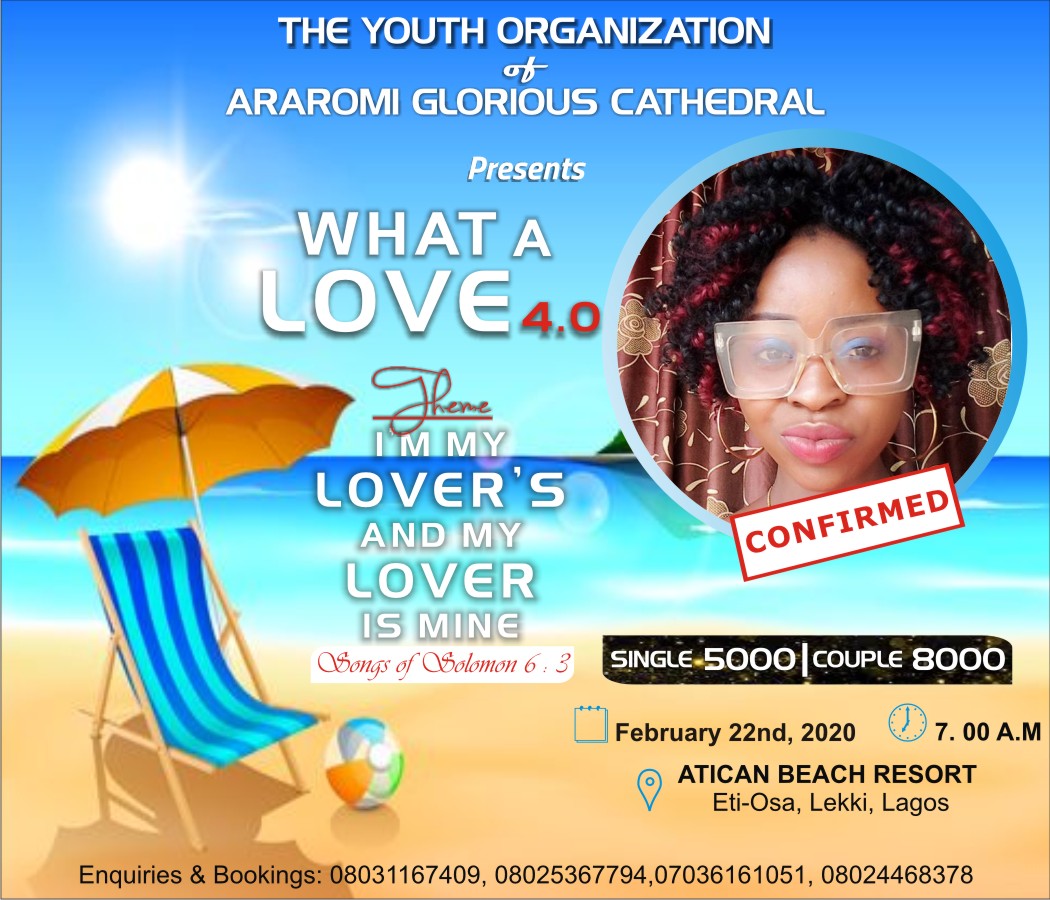 THE YOUTH ORGANIZATION
of
ARAROMI GLORIOUS CATHEDRAL
Presents
WHAT A
LOVE 4.0
Theme
I'M MY
LOVER'S
AND MY
LOVER
IS MINE
Songs of Solomon 6 : 3
CONFIRMED
SINGLE 5000|COUPLE 8000
February 22nd, 2020
7. 00 A.M
ATICAN BEACH RESORT
Eti-Osa, Lekki, Lagos
Enquiries & Bookings: 08031167409, 08025367794,07036161051, 08024468378